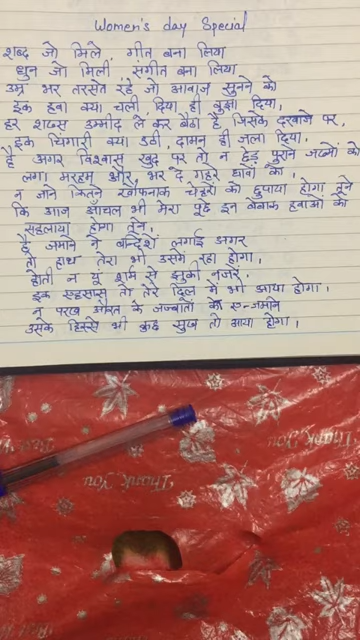 Women's day Special
शब्द जो मिले, गीत बना लिया
धुन जो मिली, संगीत बना लिया
उम्र भर तरसते रहे जो आवाज सुनने को
इक हवा क्या चली, दिया ही बुझा दिया,
हर शख्स उम्मीद ले कर बैठा है, जिसके दरवाजे पर,
इक चिंगारी क्या उठी, दामन ही जला दिया,
है अगर विश्वास खुद पर तो न ढूंढ पुराने जख्मों को
लगा मरहम और, भर दे गहरे घावों को,
न जाने कितने खौफनाक चेहरों को छुपाया होगा तूने
कि आज आँचल भी मेरा पूछे इन बेबाक हवाओं को
सहलाया होगा तूने,
है जमाने ने बन्दिशें लगाई अगर
तो हाथ तेरा भी उसमें रहा होगा,
होती न यूं शर्म से झुकी नजरें,
इक एहसास तो तेरे दिल में भी आया होगा,
न परख औरत के जज्बातों को ए-जमाने
उसके हिस्से भी कुछ सुख तो आया होगा,
Thank You
Thank You
Thank You